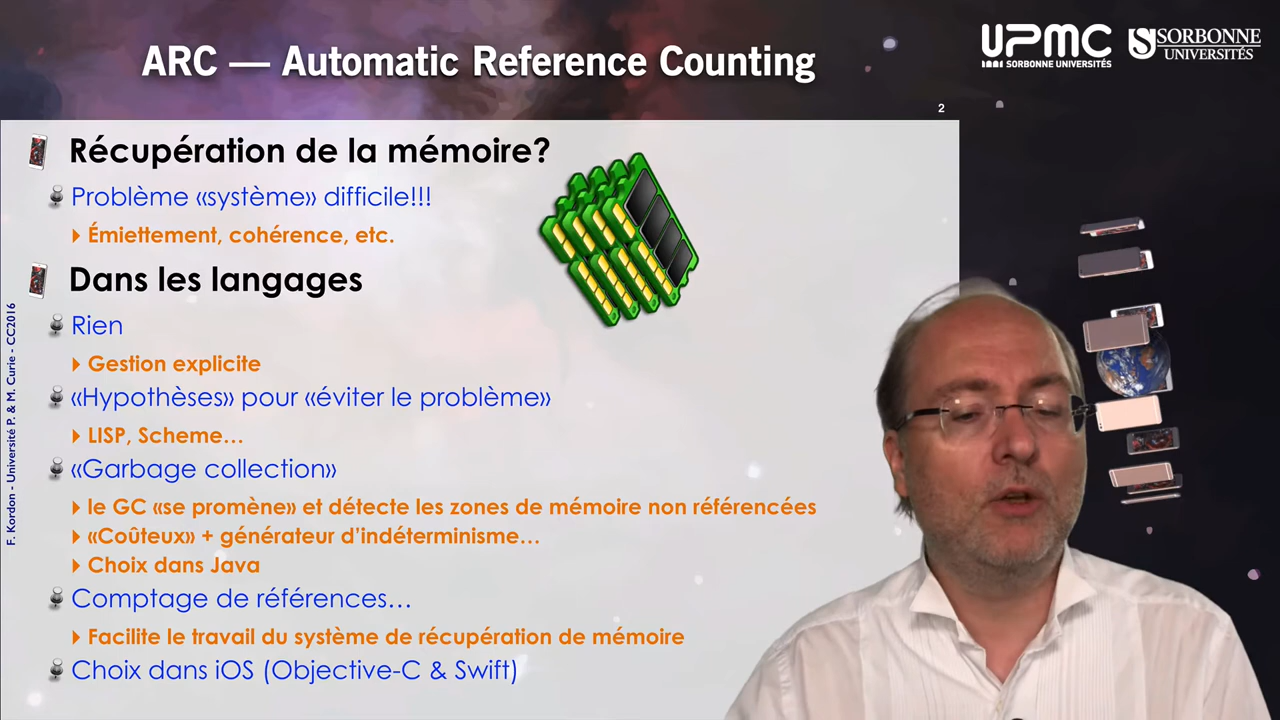 ARC — Automatic Reference Counting
UPMC
SORBONNE UNIVERSITÉS
SORBONNE
UNIVERSITÉS
2
Récupération de la mémoire?
Problème «système» difficile!!!
Émiettement, cohérence, etc.
Dans les langages
Rien
Gestion explicite
«Hypothèses» pour «éviter le problème»
LISP, Scheme…
«Garbage collection»
le GC «se promène» et détecte les zones de mémoire non référencées
«Coûteux» + générateur d’indéterminisme…
Choix dans Java
Comptage de références…
Facilite le travail du système de récupération de mémoire
Choix dans iOS (Objective-C & Swift)
F. Kordon - Université P. & M. Curie - CC2016